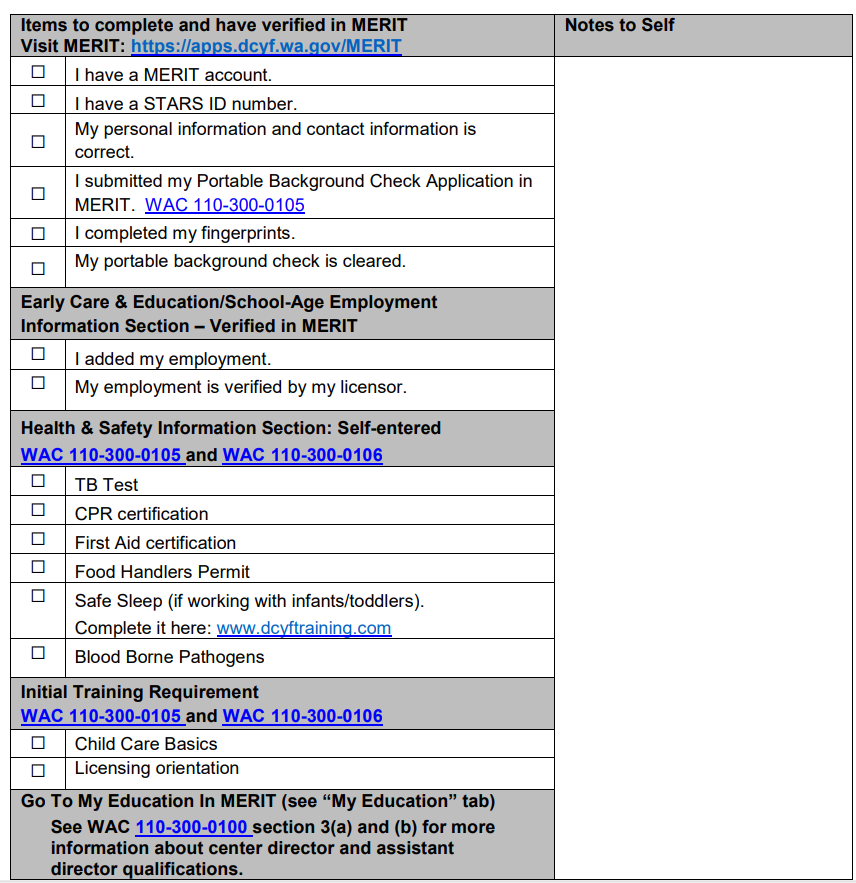 Items to complete and have verified in MERIT
Visit MERIT: https://apps.dcyf.wa.gov/MERIT
Notes to Self
☐ I have a MERIT account.
☐ I have a STARS ID number.
☐ My personal information and contact information is
correct.
☐ I submitted my Portable Background Check Application in
MERIT. WAC 110-300-0105
☐ I completed my fingerprints.
☐ My portable background check is cleared.
Early Care & Education/School-Age Employment
Information Section – Verified in MERIT
☐ I added my employment.
☐ My employment is verified by my licensor.
Health & Safety Information Section: Self-entered
WAC 110-300-0105 and WAC 110-300-0106
☐ TB Test
☐ CPR certification
☐ First Aid certification
☐ Food Handlers Permit
☐ Safe Sleep (if working with infants/toddlers).
Complete it here: www.dcyftraining.com
☐ Blood Borne Pathogens
Initial Training Requirement
WAC 110-300-0105 and WAC 110-300-0106
☐ Child Care Basics
☐ Licensing orientation
Go To My Education In MERIT (see “My Education” tab)
See WAC 110-300-0100 section 3(a) and (b) for more
information about center director and assistant
director qualifications.